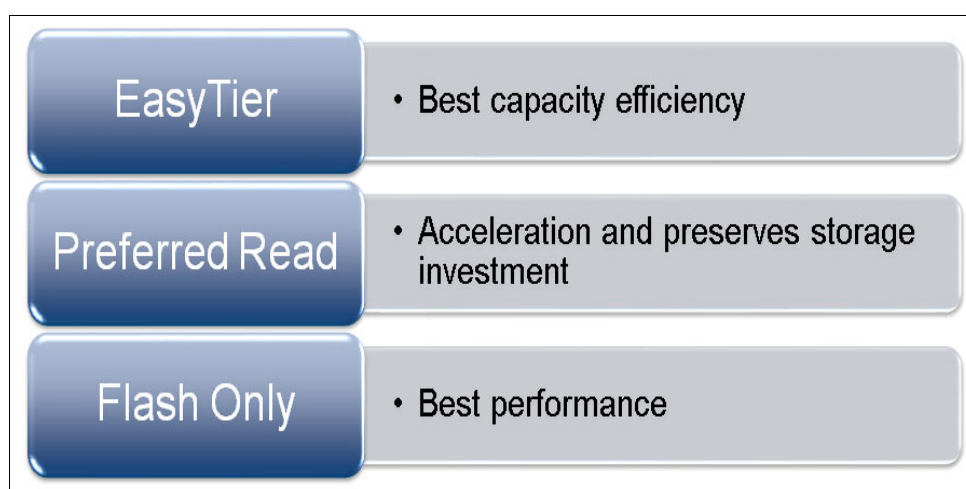 EasyTier
• Best capacity efficiency
Preferred Read
• Acceleration and preserves storage
investment
Flash Only
• Best performance